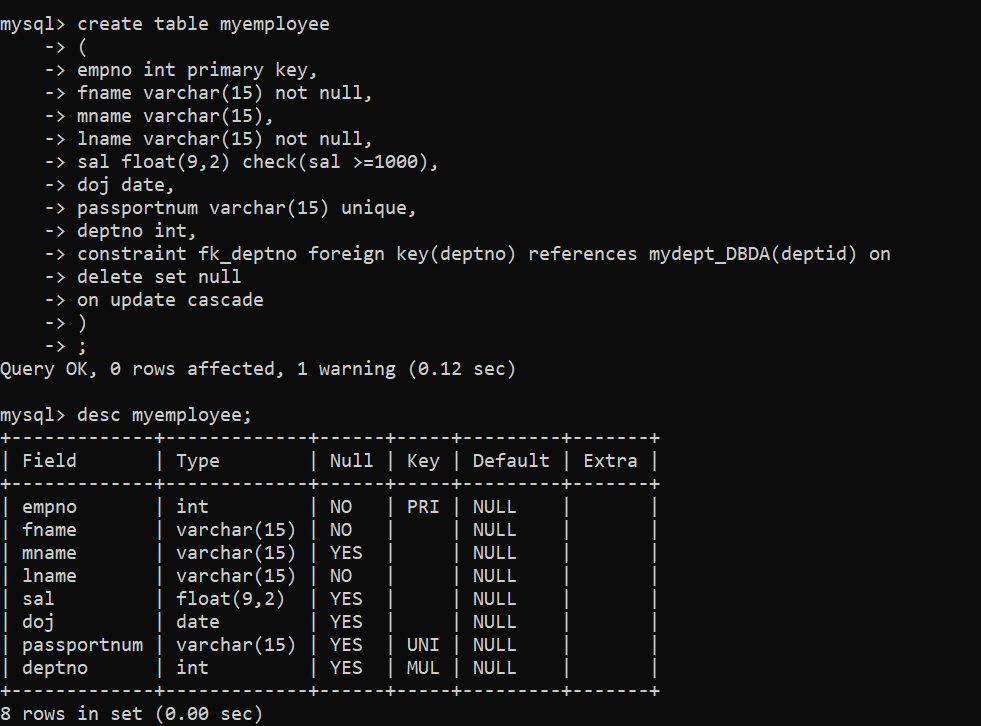 mysql> create table myemployee
    -> (
    -> empno int primary key,
    -> fname varchar(15) not null,
    -> mname varchar(15),
    -> lname varchar(15) not null,
    -> sal float(9,2) check(sal >=1000),
    -> doj date,
    -> passportnum varchar(15) unique,
    -> deptno int,
    -> constraint fk_deptno foreign key(deptno) references mydept_DBDA(deptid) on
    -> delete set null
    -> on update cascade
    -> )
    -> ;
Query OK, 0 rows affected, 1 warning (0.12 sec)

mysql> desc myemployee;
+-------------+-------------+------+-----+---------+-------+
| Field       | Type        | Null | Key | Default | Extra |
+-------------+-------------+------+-----+---------+-------+
| empno       | int         | NO   | PRI | NULL    |       |
| fname       | varchar(15) | NO   |     | NULL    |       |
| mname       | varchar(15) | YES  |     | NULL    |       |
| lname       | varchar(15) | NO   |     | NULL    |       |
| sal         | float(9,2)  | YES  |     | NULL    |       |
| doj         | date        | YES  |     | NULL    |       |
| passportnum | varchar(15) | YES  | UNI | NULL    |       |
| deptno      | int         | YES  | MUL | NULL    |       |
+-------------+-------------+------+-----+---------+-------+
8 rows in set (0.00 sec)